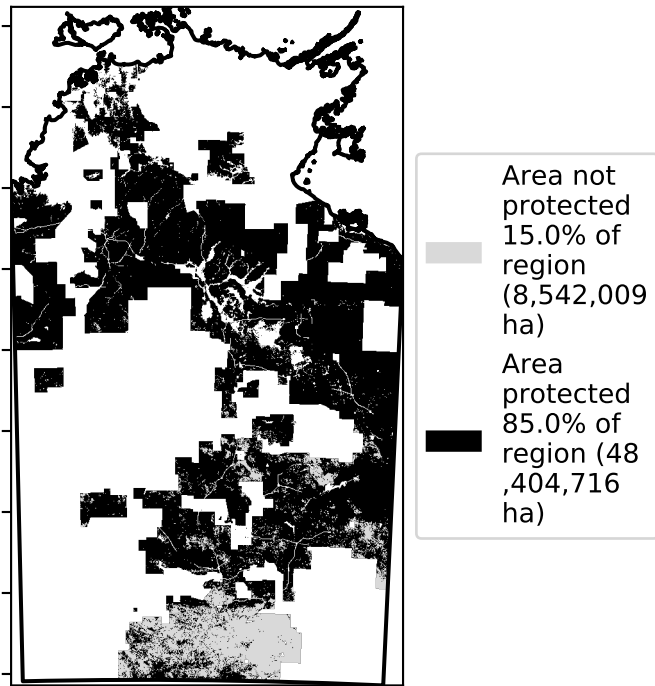 Area not
protected
15.0% of
region
(8,542,009
ha)
Area
protected
85.0% of
region (48
,404,716
ha)